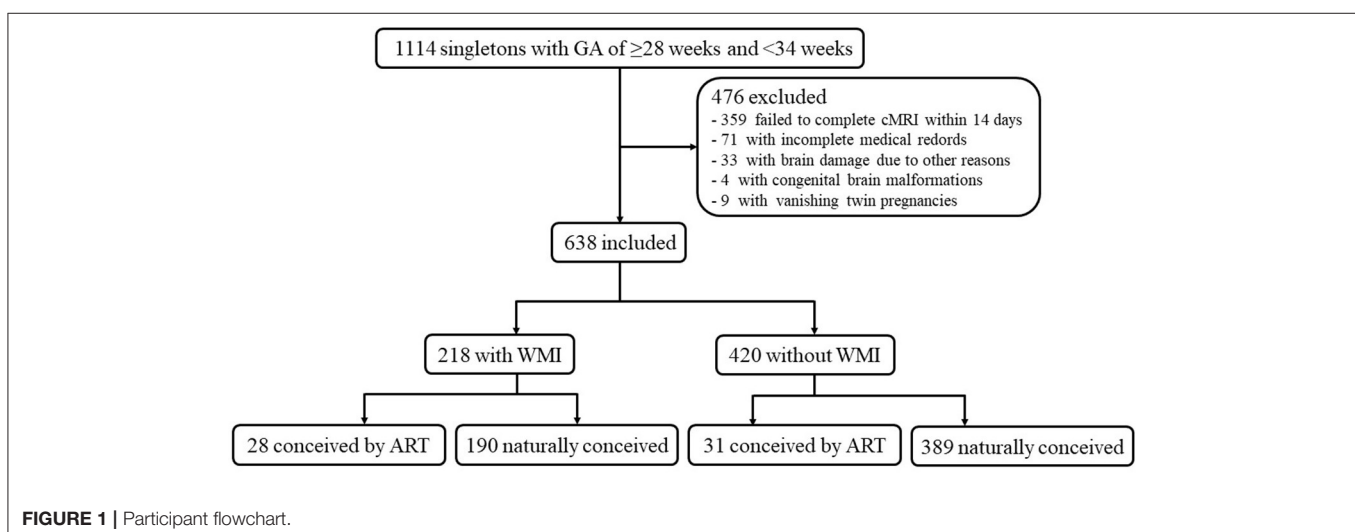 1114 singletons with GA of ≥28 weeks and <34 weeks
476 excluded
- 359 failed to complete cMRI within 14 days
- 71 with incomplete medical redords
- 33 with brain damage due to other reasons
- 4 with congenital brain malformations
- 9 with vanishing twin pregnancies
638 included
218 with WMI
420 without WMI
28 conceived by ART
190 naturally conceived
31 conceived by ART
389 naturally conceived
FIGURE 1 | Participant flowchart.